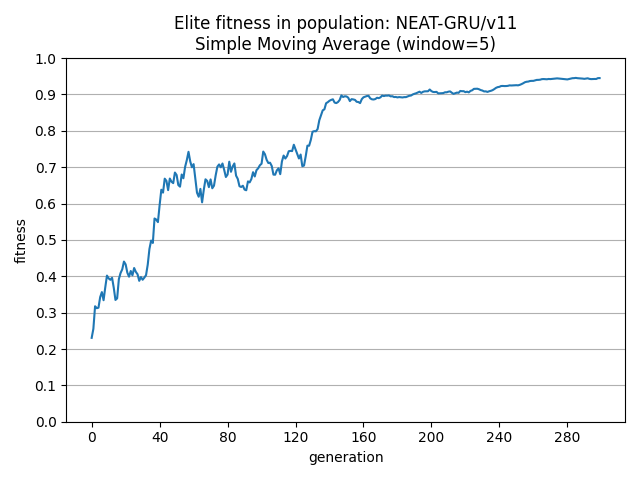 Elite fitness in population: NEAT-GRU/v11
Simple Moving Average (window=5)
1.0
0.9
0.8
0.7
0.6
0.5
0.4
0.3
0.2
0.1
0.0
fitness
0 40 80 120 160 200 240 280
generation